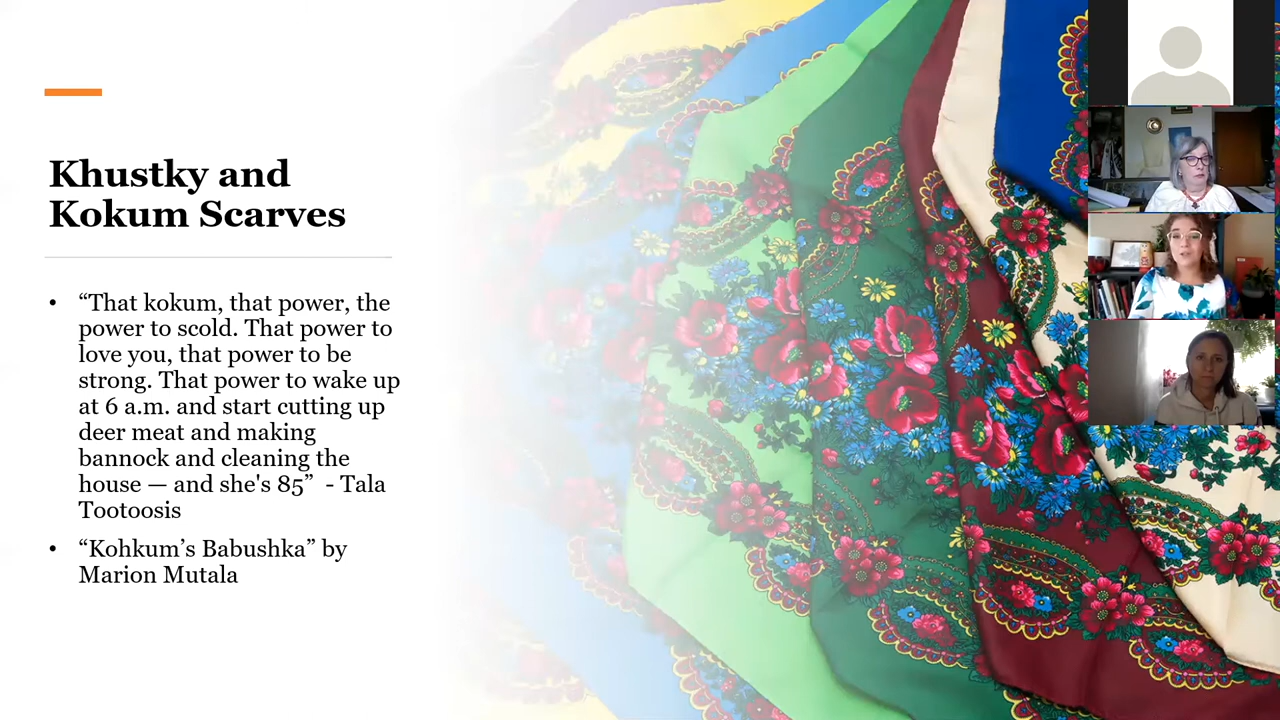 Khustky and
Kokum Scarves
• “That kokum, that power, the
power to scold. That power to
love you, that power to be
strong. That power to wake up
at 6 a.m. and start cutting up
deer meat and making
bannock and cleaning the
house — and she's 85”  - Tala
Tootoosis
• “Kohkum’s Babushka” by
Marion Mutala